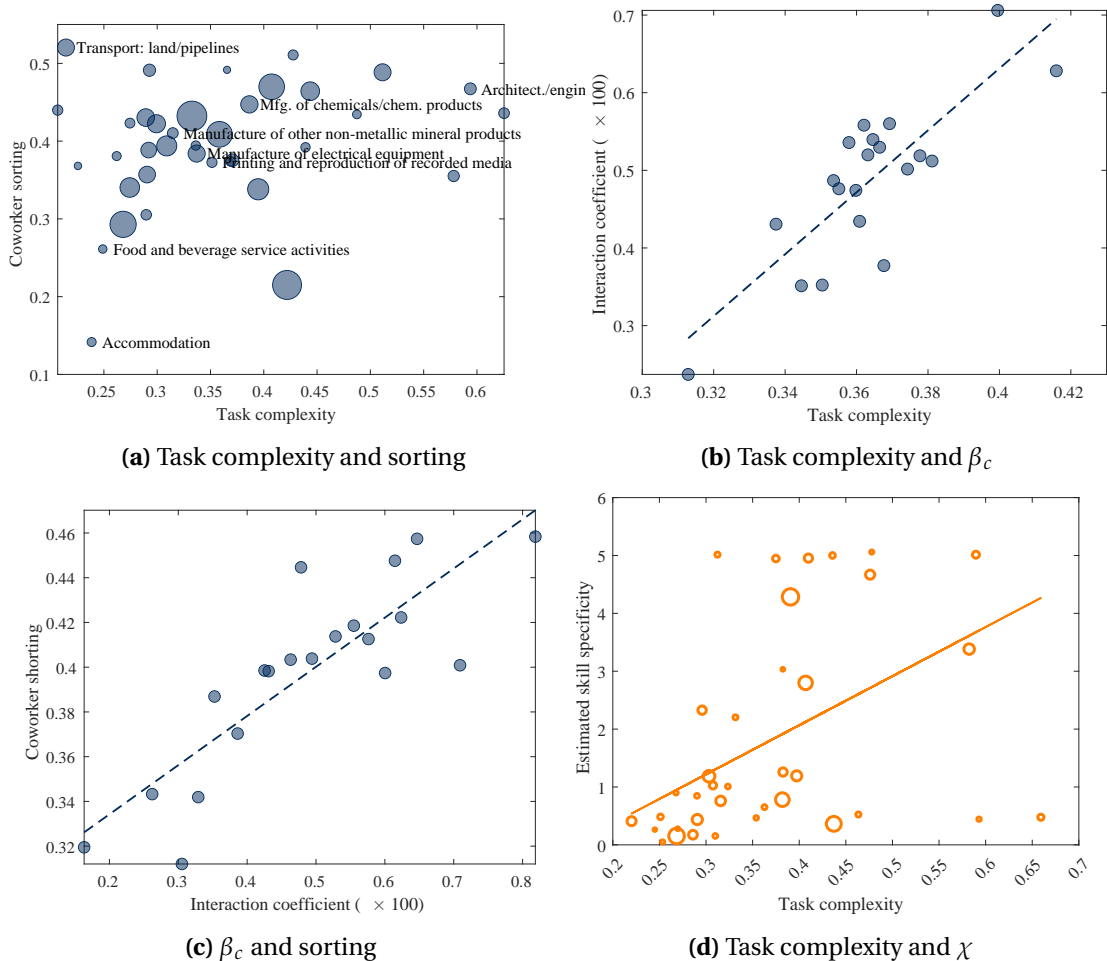 Coworker sorting
0.5
0.4
0.3
0.2
0.1
Transport: land/pipelines
Architect./engin
Mfg. of chemicals/chem. products
Manufacture of other non-metallic mineral products
Manufacture of electrical equipment
Printing and reproduction of recorded media
Food and beverage service activities
Accommodation
0.25 0.3 0.35 0.4 0.45 0.5 0.55 0.6
Task complexity
(a) Task complexity and sorting
Interaction coefficient ( × 100)
0.7
0.6
0.5
0.4
0.3
0.3 0.32 0.34 0.36 0.38 0.4 0.42
Task complexity
(b) Task complexity and β_c
Coworker shorting
0.46
0.44
0.42
0.4
0.38
0.36
0.34
0.32
0.2 0.3 0.4 0.5 0.6 0.7 0.8
Interaction coefficient ( × 100)
(c) β_c and sorting
Estimated skill specificity
6
5
4
3
2
1
0
0.2 0.25 0.3 0.35 0.4 0.45 0.5 0.55 0.6 0.65 0.7
Task complexity
(d) Task complexity and χ